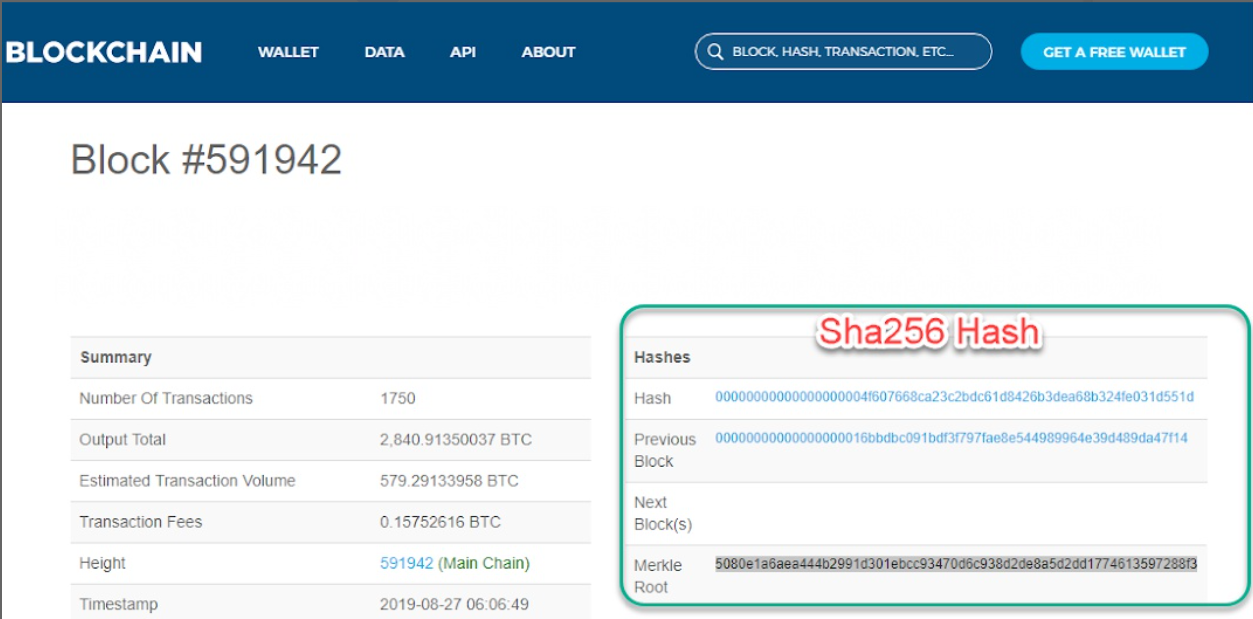 BLOCKCHAIN WALLET DATA API ABOUT BLOCK, HASH, TRANSACTION, ETC... GET A FREE WALLET
Block #591942
Sha256 Hash
Summary
Number Of Transactions 1750
Output Total 2,840.91350037 BTC
Estimated Transaction Volume 579.29133958 BTC
Transaction Fees 0.15752616 BTC
Height 591942 (Main Chain)
Timestamp 2019-08-27 06:06:49
Hashes
Hash 00000000000000000004f607668ca23c2bdc61d8426b3dea68b324fe031d551d
Previous Block 00000000000000000016bbdbc091bdf3f797fae8e544989964e39d489da47f14
Next Block(s)
Merkle Root 5080e1a6aea444b2991d301ebcc93470d6c938d2de8a5d2dd1774613597288f3